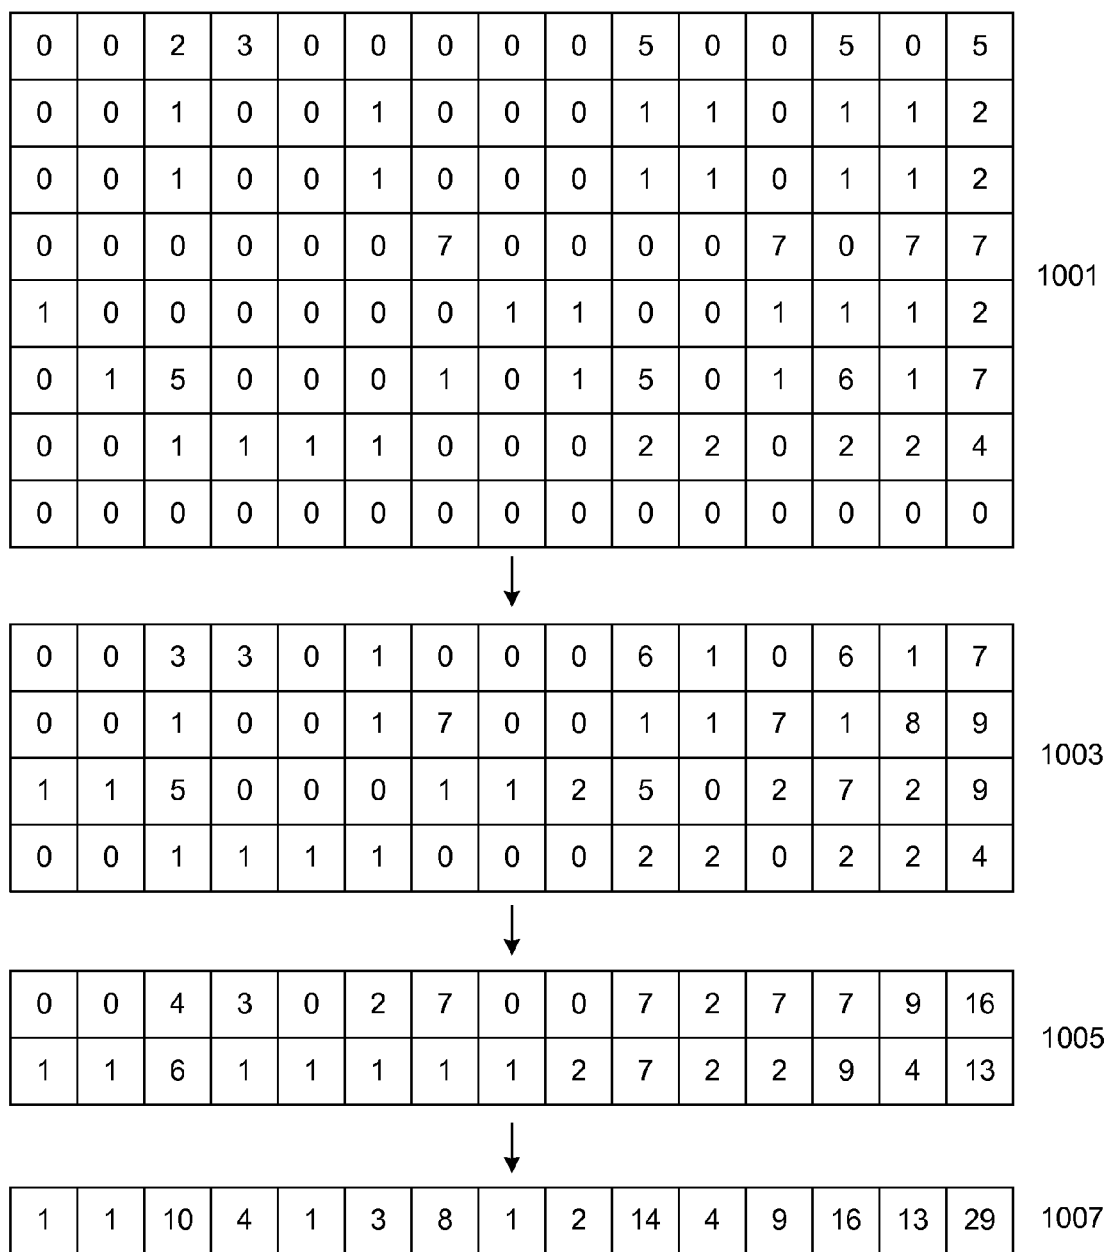 0 0 2 3 0 0 0 0 0 5 0 0 5 0 5
0 0 1 0 0 1 0 0 0 1 1 0 1 1 2
0 0 1 0 0 1 0 0 0 1 1 0 1 1 2
0 0 0 0 0 0 7 0 0 0 0 7 0 7 7
1001
1 0 0 0 0 0 0 1 1 0 0 1 1 1 2
0 1 5 0 0 0 1 0 1 5 0 1 6 1 7
0 0 1 1 1 1 0 0 0 2 2 0 2 2 4
0 0 0 0 0 0 0 0 0 0 0 0 0 0 0
0 0 3 3 0 1 0 0 0 6 1 0 6 1 7
0 0 1 0 0 1 7 0 0 1 1 7 1 8 9
1003
1 1 5 0 0 0 1 1 2 5 0 2 7 2 9
0 0 1 1 1 1 0 0 0 2 2 0 2 2 4
0 0 4 3 0 2 7 0 0 7 2 7 7 9 16
1005
1 1 6 1 1 1 1 1 2 7 2 2 9 4 13
1 1 10 4 1 3 8 1 2 14 4 9 16 13 29
1007